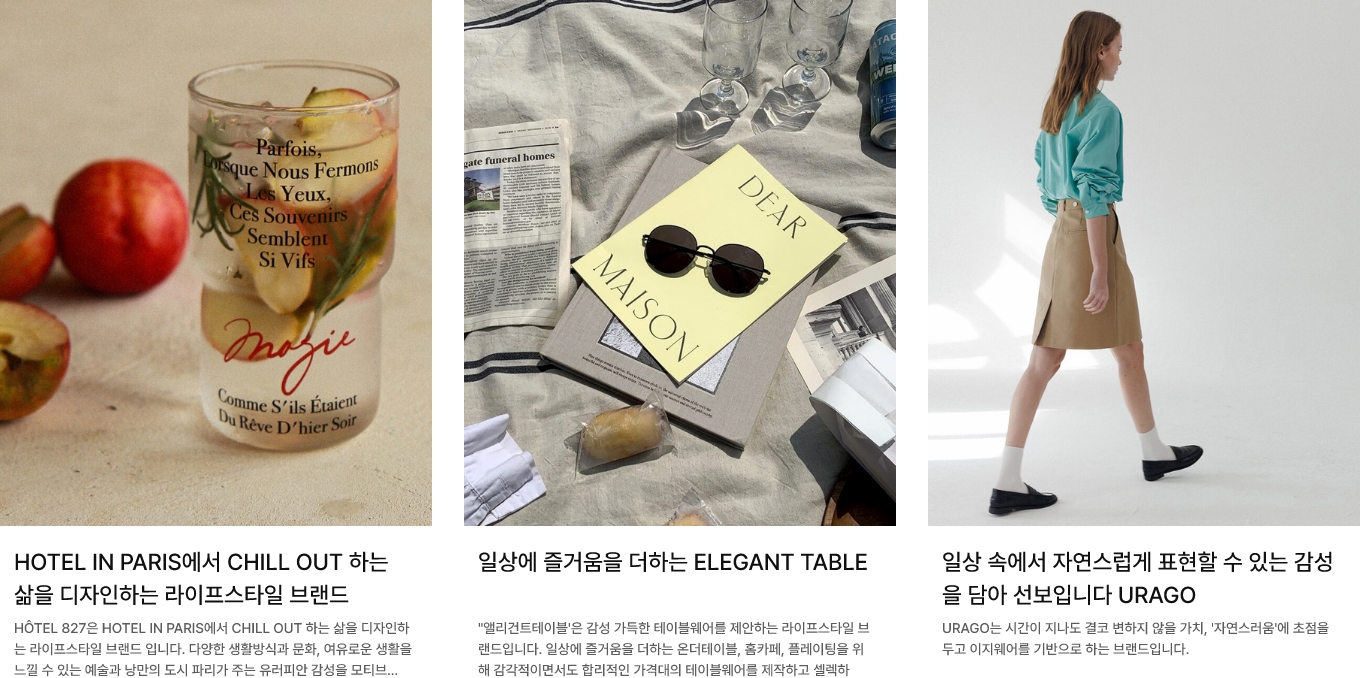 Parfois,
Lorsque Nous Fermons
Les Yeux,
Ces Souvenirs
Semblent
Si Vifs
Mazie
Comme S'ils Étaient
Du Rêve D'hier Soir
gate funeral homes
DEAR
MAISON
HOTEL IN PARIS에서 CHILL OUT 하는
삶을 디자인하는 라이프스타일 브랜드
HÔTEL 827은 HOTEL IN PARIS에서 CHILL OUT 하는 삶을 디자인하
는 라이프스타일 브랜드 입니다. 다양한 생활방식과 문화, 여유로운 생활을
느낄 수 있는 예술과 낭만의 도시 파리가 주는 유러피안 감성을 모티브...
일상에 즐거움을 더하는 ELEGANT TABLE
"앨리건트테이블'은 감성 가득한 테이블웨어를 제안하는 라이프스타일 브
랜드입니다. 일상에 즐거움을 더하는 온더테이블, 홈카페, 플레이팅을 위
해 감각적이면서도 합리적인 가격대의 테이블웨어를 제작하고 셀렉하
일상 속에서 자연스럽게 표현할 수 있는 감성
을 담아 선보입니다 URAGO
URAGO는 시간이 지나도 결코 변하지 않을 가치, '자연스러움'에 초점을
두고 이지웨어를 기반으로 하는 브랜드입니다.